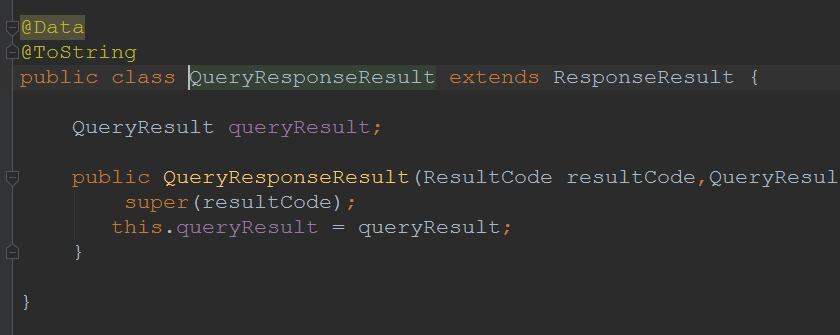 @Data
@ToString
public class QueryResponseResult extends ResponseResult {
QueryResult queryResult;
public QueryResponseResult(ResultCode resultCode,QueryResul
super(resultCode);
this.queryResult = queryResult;
}
}